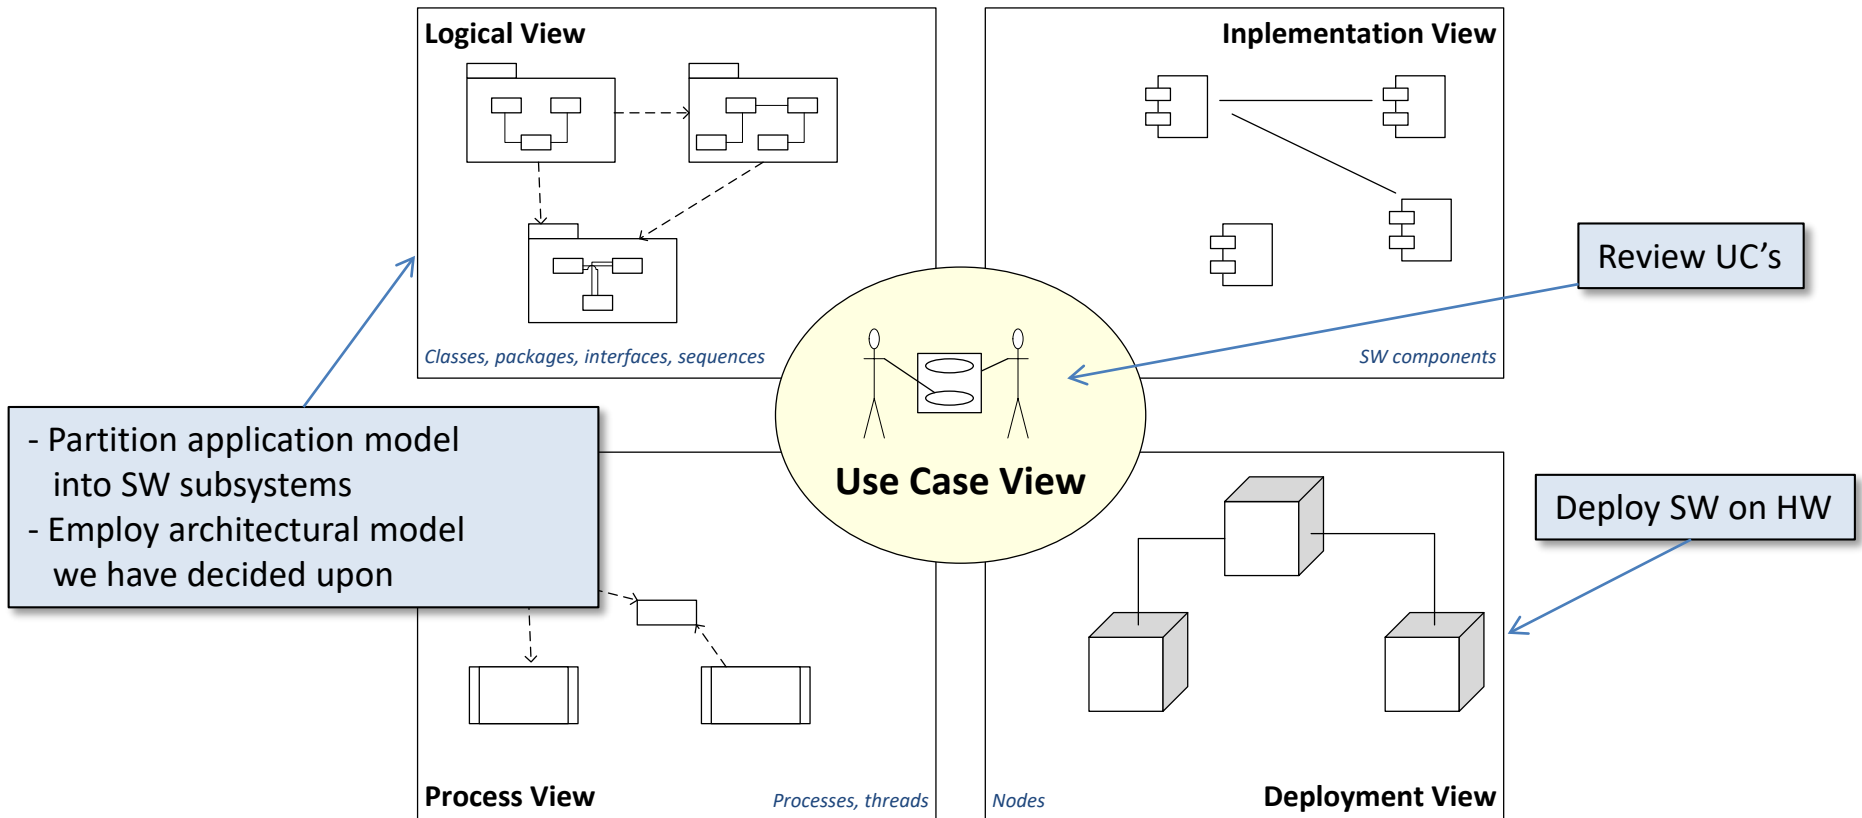 Logical View
Inplementation View
Review UC's
Classes, packages, interfaces, sequences
SW components
- Partition application model
into SW subsystems
- Employ architectural model
we have decided upon
Use Case View
Deploy SW on HW
Process View
Processes, threads
Nodes
Deployment View